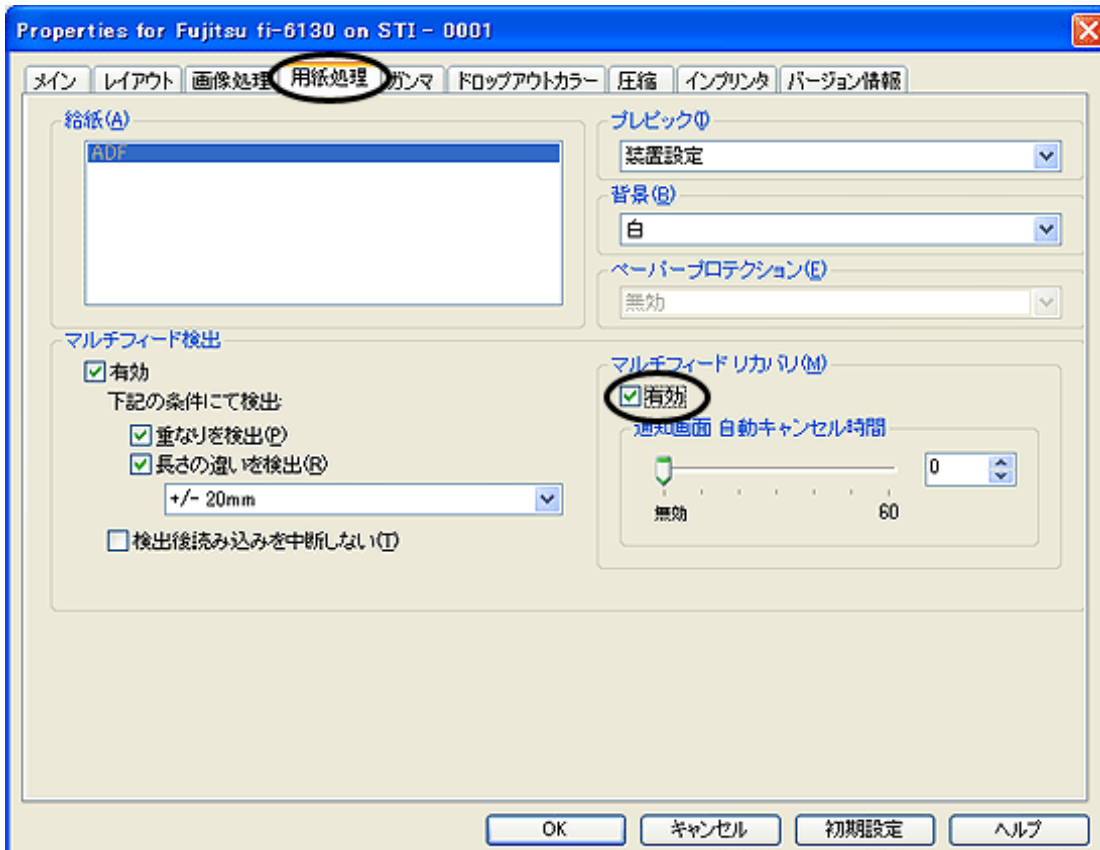 Properties for Fujitsu fi-6130 on STI - 0001
メイン レイアウト 画像処理 用紙処理 ガンマ ドロップアウトカラー 圧縮 インプリンタ バージョン情報
給紙(A)
ADF
プレピック(I)
装置設定
背景(B)
白
ペーパープロテクション(E)
無効
マルチフィード検出
有効
下記の条件にて検出:
重なりを検出(P)
長さの違いを検出(R)
+/- 20mm
検出後読み込みを中断しない(T)
マルチフィード リカバリ(M)
有効
通知画面 自動キャンセル時間
0
無効 60
OK キャンセル 初期設定 ヘルプ